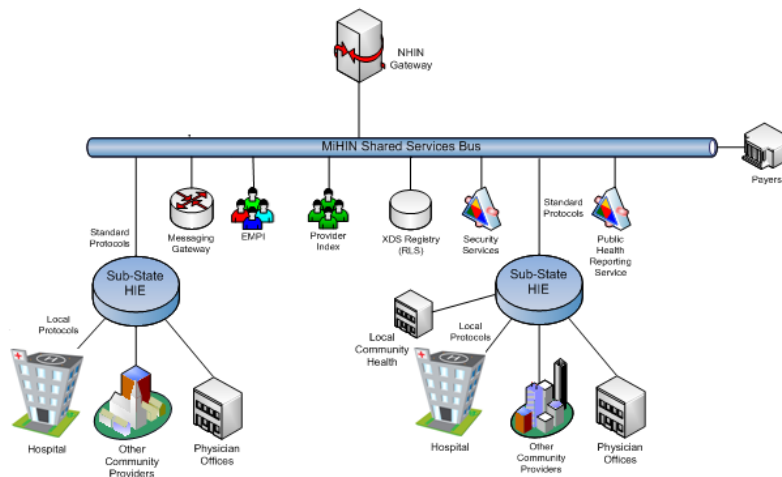 NHIN
Gateway
MiHIN Shared Services Bus
Payers
Standard
Protocols
Messaging
Gateway
EMPI
Provider
Index
XDS Registry
(RLS)
Security
Services
Standard
Protocols
Public
Health
Reporting
Service
Sub-State
HIE
Sub-State
HIE
Local
Protocols
Local
Community
Health
Local
Protocols
H
H
Hospital
Other
Community
Providers
Physician
Offices
Hospital
Other
Community
Providers
Physician
Offices